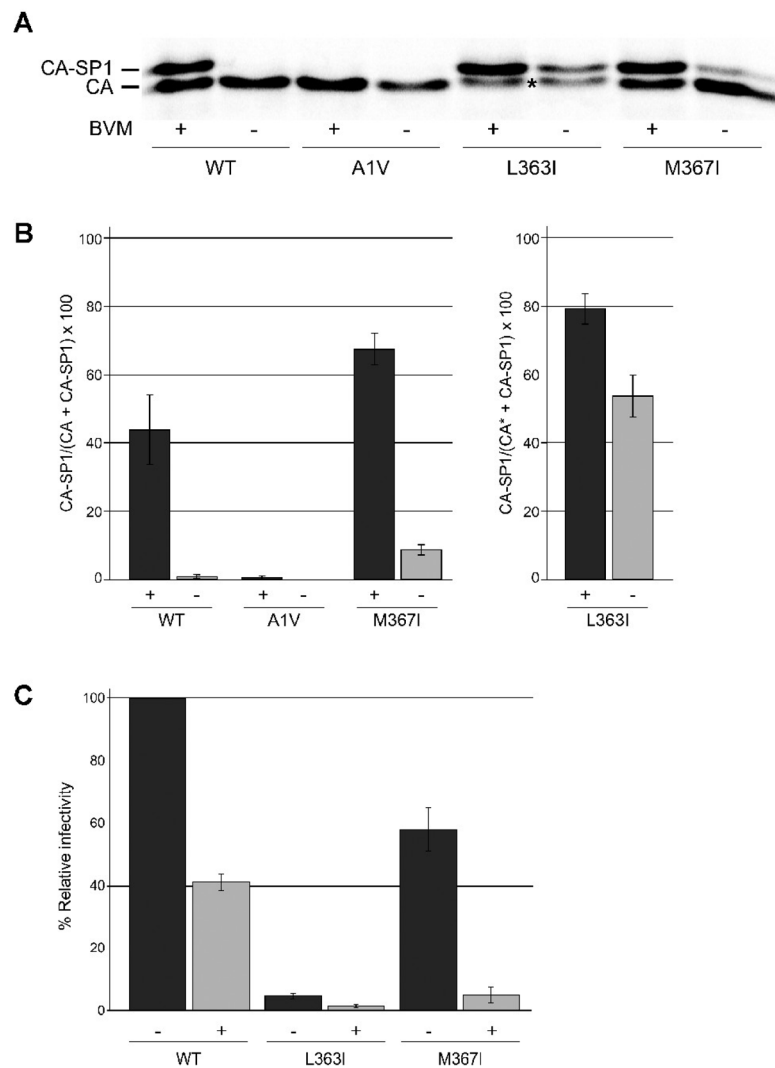 A
CA-SP1
CA
*
BVM + - + - + - + -
WT A1V L363I M367I
B
CA-SP1/(CA + CA-SP1) x 100
100
80
60
40
20
0
+ - + - + -
WT A1V M367I
CA-SP1/(CA* + CA-SP1) x 100
100
80
60
40
20
0
+ -
L363I
C
% Relative infectivity
100
80
60
40
20
0
- + - + - +
WT L363I M367I